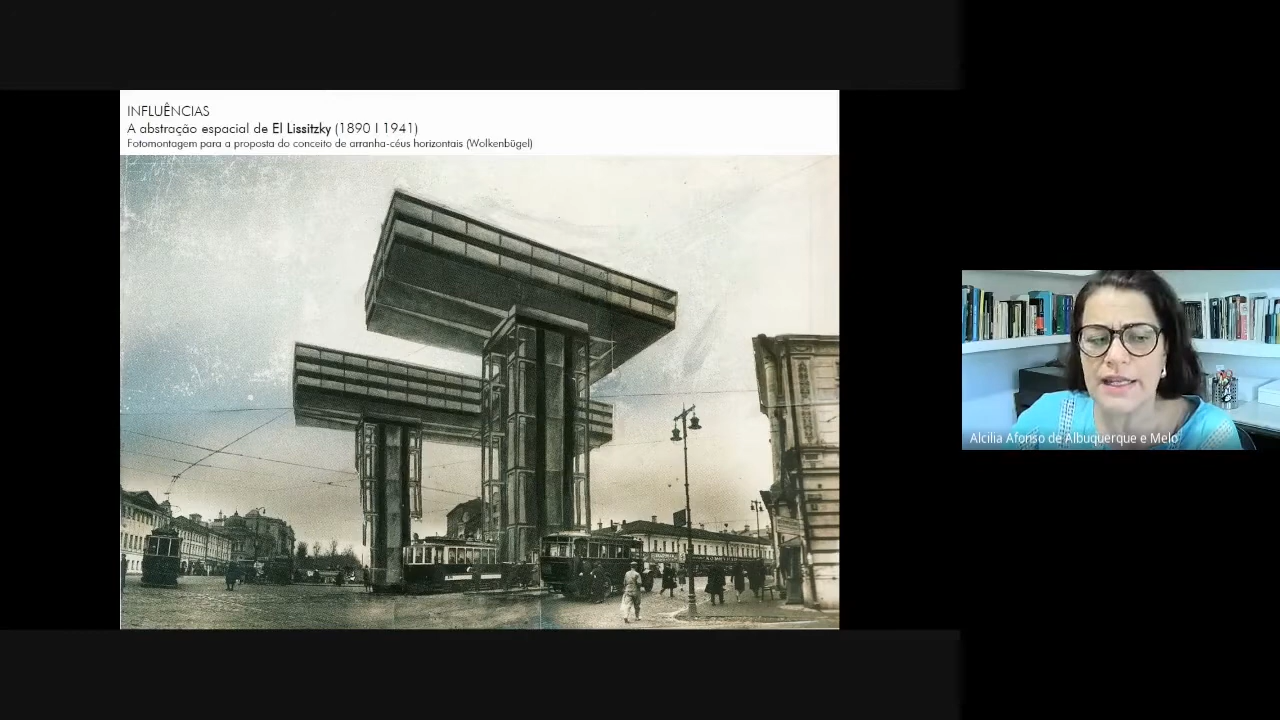 INFLUÊNCIAS
A abstração espacial de El Lissitzky (1890 I 1941)
Fotomontagem para a proposta do conceito de arranha-céus horizontais (Wolkenbügel)
Alcilia Afonso de Albuquerque e Melo